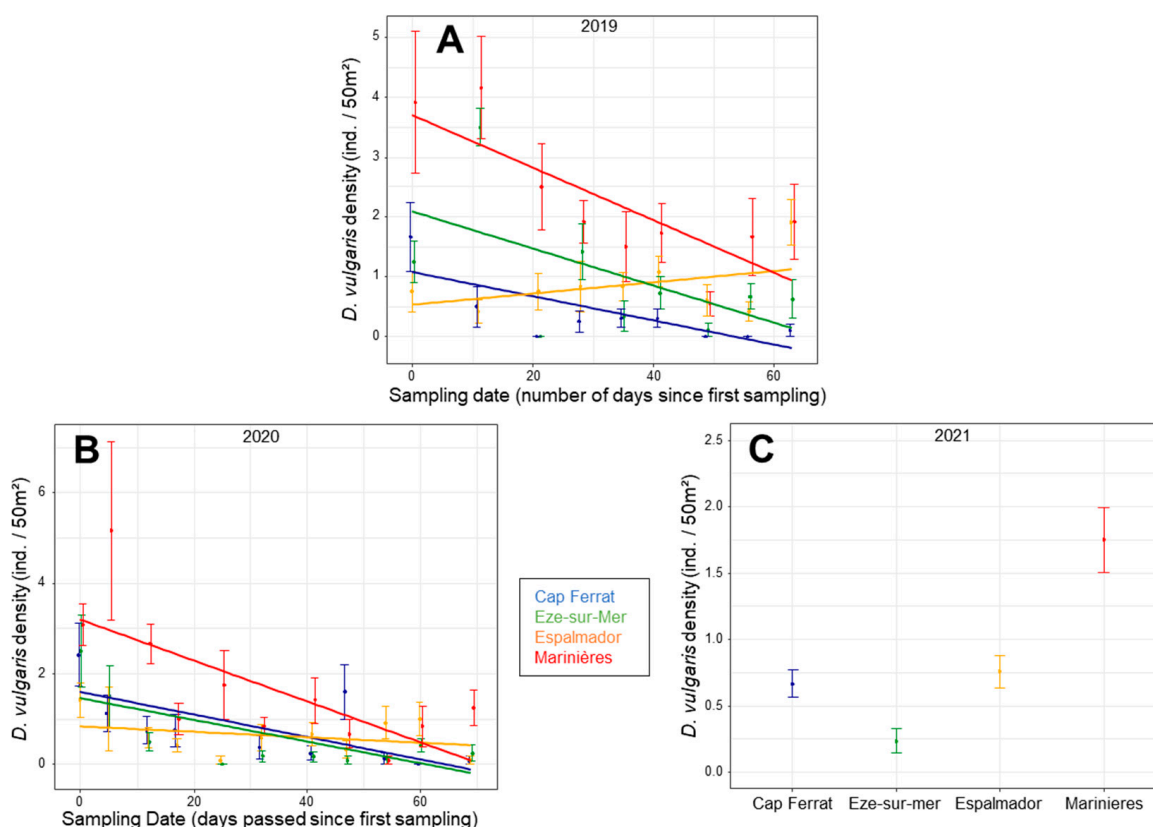 A
2019
D. vulgaris density (ind. / 50m²)
5
4
3
2
1
0
0 20 40 60
Sampling date (number of days since first sampling)
B
2020
D. vulgaris density (ind. / 50m²)
6
4
2
0
0 20 40 60
Sampling Date (days passed since first sampling)
Cap Ferrat
Eze-sur-Mer
Espalmador
Marinières
C
2021
D. vulgaris density (ind. / 50m²)
2.5
2.0
1.5
1.0
0.5
0.0
Cap Ferrat Eze-sur-mer Espalmador Marinieres